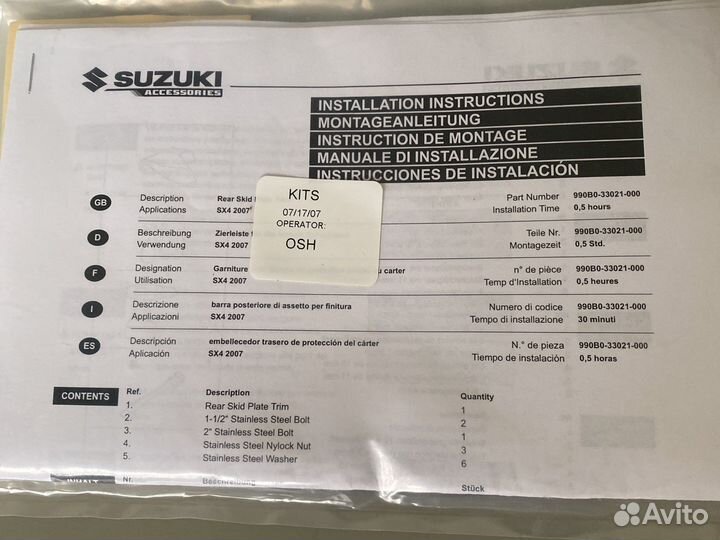 SUZUKI
ACCESSORIES
INSTALLATION INSTRUCTIONS
MONTAGEANLEITUNG
INSTRUCTION DE MONTAGE
MANUALE DI INSTALLAZIONE
INSTRUCCIONES DE INSTALACIÓN
KITS
07/17/07
OPERATOR:
OSH
GB Description Rear Skid Part Number 990B0-33021-000
Applications SX4 2007 Installation Time 0,5 hours
D Beschreibung Zierleiste Teile Nr. 990B0-33021-000
Verwendung SX4 2007 Montagezeit 0,5 Std.
F Designation Garniture carter n° de pièce 990B0-33021-000
Utilisation SX4 2007 Temp d'Installation 0,5 heures
I Descrizione barra posteriore di assetto per finitura Numero di codice 990B0-33021-000
Applicazioni SX4 2007 Tempo di installazione 30 minuti
ES Descripción embellecedor trasero de protección del cárter N.° de pieza 990B0-33021-000
Aplicación SX4 2007 Tiempo de instalación 0,5 horas
CONTENTS Ref. Description Quantity
1. Rear Skid Plate Trim 1
2. 1-1/2" Stainless Steel Bolt 2
3. 2" Stainless Steel Bolt 1
4. Stainless Steel Nylock Nut 3
5. Stainless Steel Washer 6
INHALT Nr. Beschreibung Stück
Avito